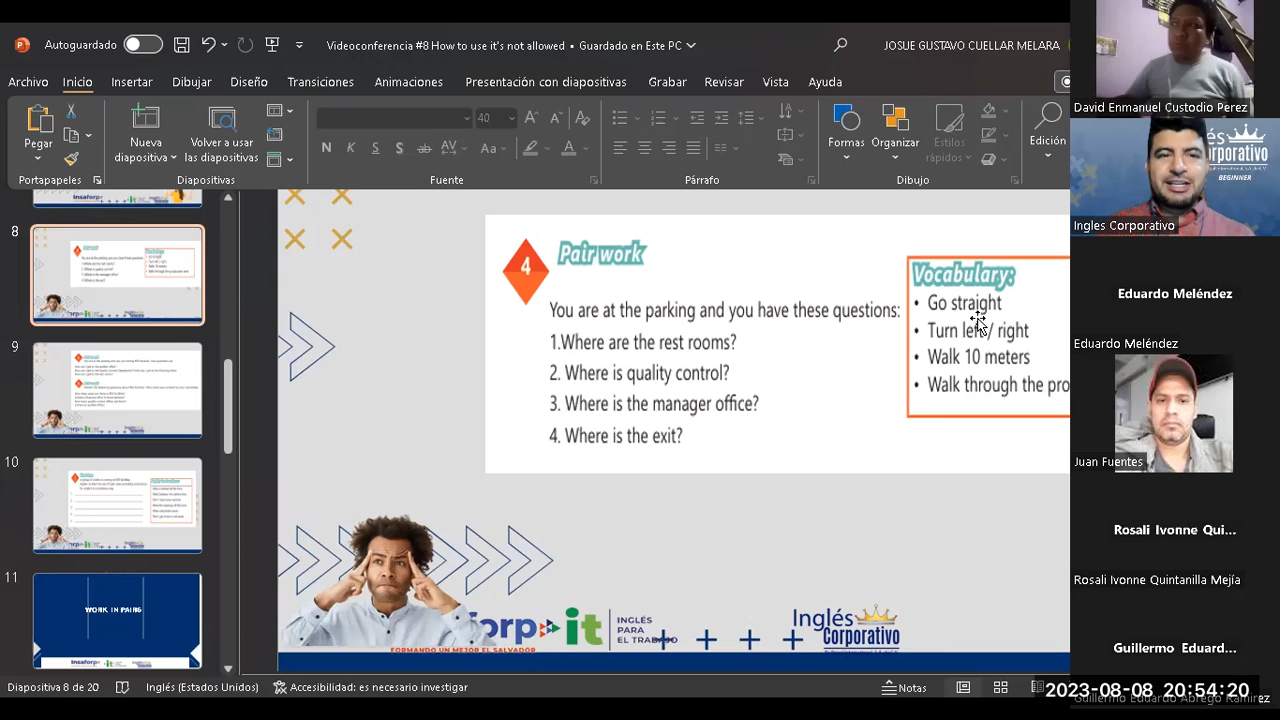 Autoguardado
Videoconferencia #8 How to use it's not allowed • Guardado en Este PC
JOSUE GUSTAVO CUELLAR MELARA
Archivo Inicio Insertar Dibujar Diseño Transiciones Animaciones Presentación con diapositivas Grabar Revisar Vista Ayuda
Pegar
Nueva diapositiva
Volver a usar las diapositivas
40
N K S S ab AV Aa A
Formas
Organizar
Estilos rápidos
Edición
Portapapeles
Diapositivas
Fuente
Párrafo
Dibujo
8
9
10
11
WORK IN PAIRS
4
Pair work
You are at the parking and you have these questions:
1.Where are the rest rooms?
2. Where is quality control?
3. Where is the manager office?
4. Where is the exit?
Vocabulary:
• Go straight
• Turn left / right
• Walk 10 meters
• Walk through the pro
forp it
INGLÉS
PARA
EL TRABAJO
FORMANDO UN MEJOR EL SALVADOR
Inglés
Corporativo
Diapositiva 8 de 20
Inglés (Estados Unidos)
Accesibilidad: es necesario investigar
Notas
David Enmanuel Custodio Perez
és
rporativo
BEGINNER
Ingles Corporativo
Eduardo Meléndez
Eduardo Meléndez
Juan Fuentes
Rosali Ivonne Qui...
Rosali Ivonne Quintanilla Mejía
Guillermo Eduard...
Guillermo Eduardo Abrego Ramirez
2023-08-08 20:54:20